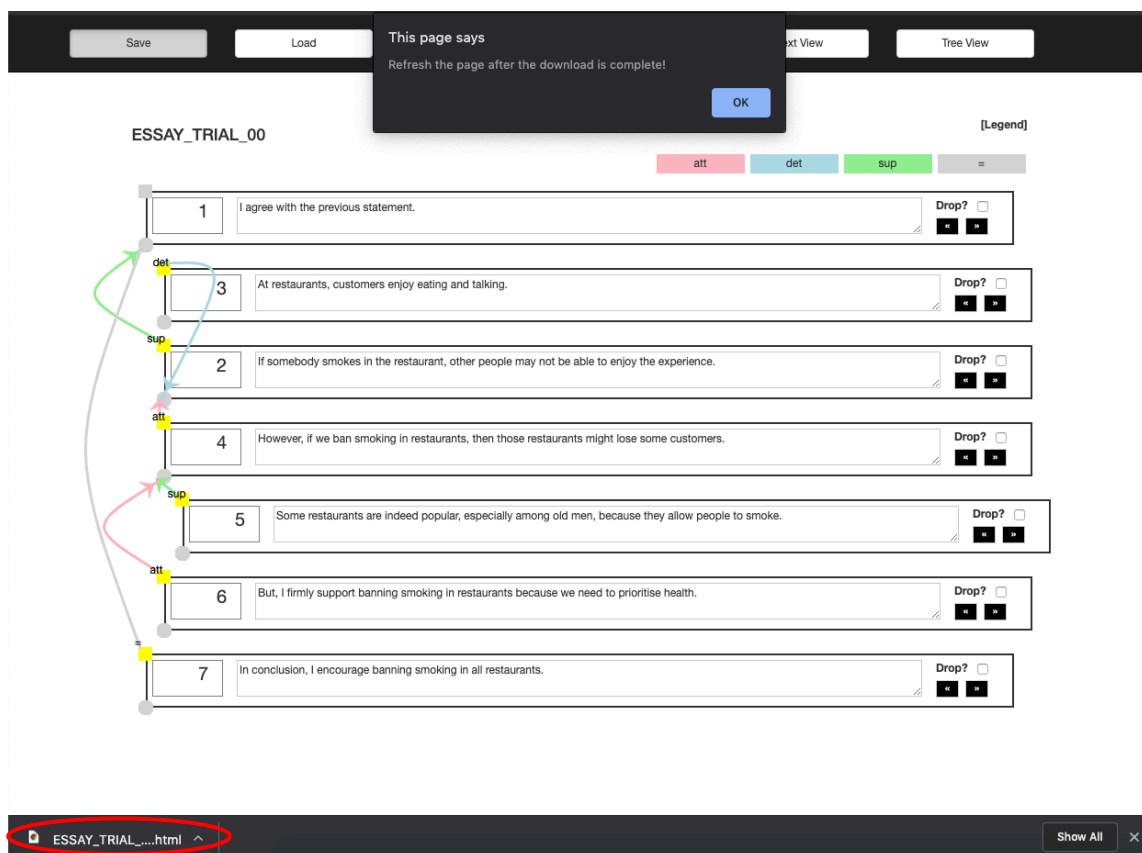 Save
Load
This page says
Refresh the page after the download is complete!
OK
ext View
Tree View
ESSAY_TRIAL_00
[Legend]
att det sup =
1 I agree with the previous statement. Drop?
« »
det
3 At restaurants, customers enjoy eating and talking. Drop?
« »
sup
2 If somebody smokes in the restaurant, other people may not be able to enjoy the experience. Drop?
« »
att
4 However, if we ban smoking in restaurants, then those restaurants might lose some customers. Drop?
« »
sup
5 Some restaurants are indeed popular, especially among old men, because they allow people to smoke. Drop?
« »
att
6 But, I firmly support banning smoking in restaurants because we need to prioritise health. Drop?
« »
=
7 In conclusion, I encourage banning smoking in all restaurants. Drop?
« »
ESSAY_TRIAL_....html
Show All